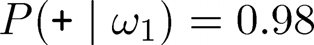 P(+ | ω₁) = 0.98